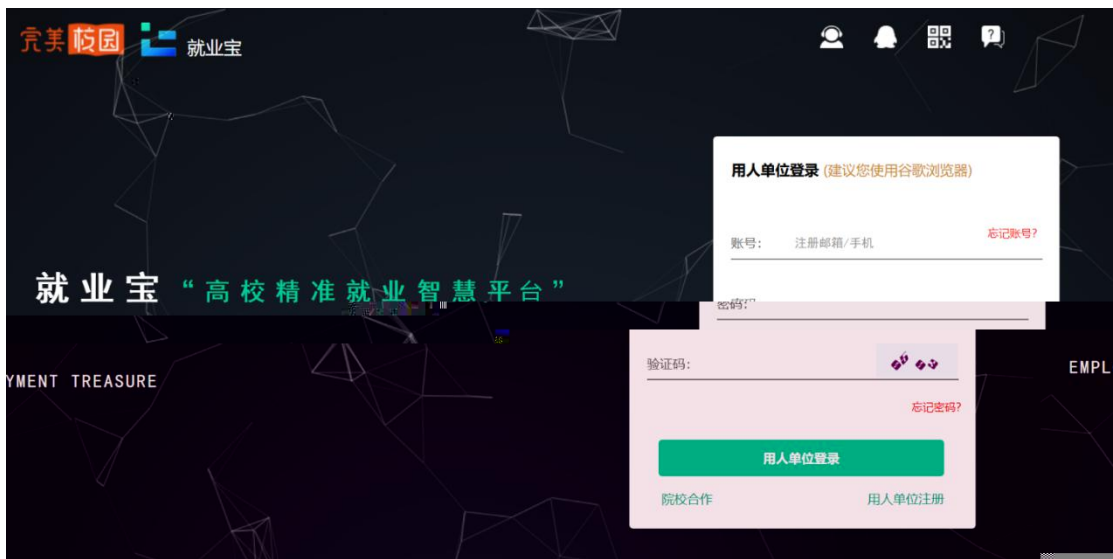 完美校园 就业宝
用人单位登录 (建议您使用谷歌浏览器)
忘记账号?
账号: 注册邮箱/手机
就业宝 “高校精准就业智慧平台”
密码:
验证码:
YMENT TREASURE
EMPL
忘记密码?
用人单位登录
院校合作 用人单位注册